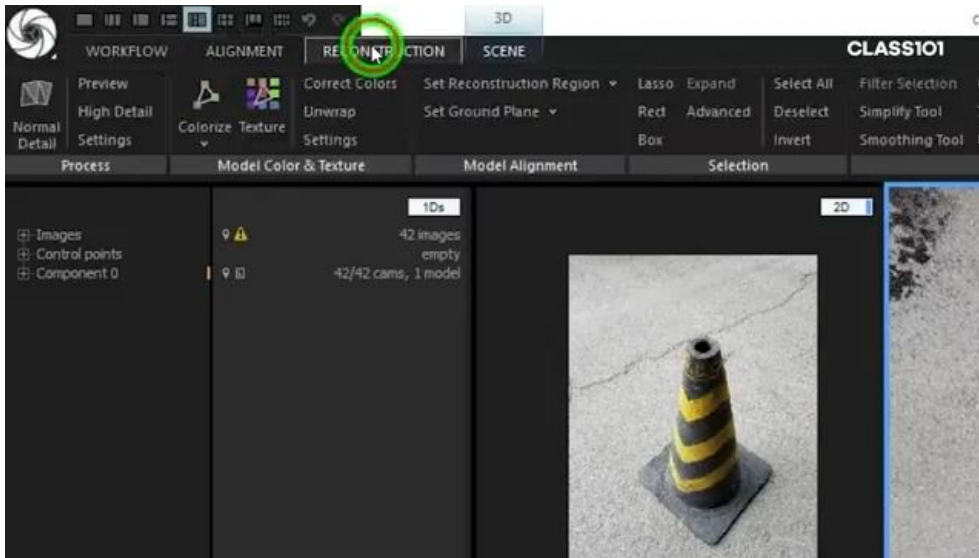 3D
WORKFLOW ALIGNMENT RECONSTRUCTION SCENE CLASS101
Preview Correct Colors Set Reconstruction Region Lasso Expand Select All Filter Selection
High Detail Unwrap Set Ground Plane Rect Advanced Deselect Simplify Tool
Normal Detail Settings Colorize Texture Settings Box Invert Smoothing Tool
Process Model Color & Texture Model Alignment Selection
1Ds 2D
Images 42 images
Control points empty
Component 0 42/42 cams, 1 model